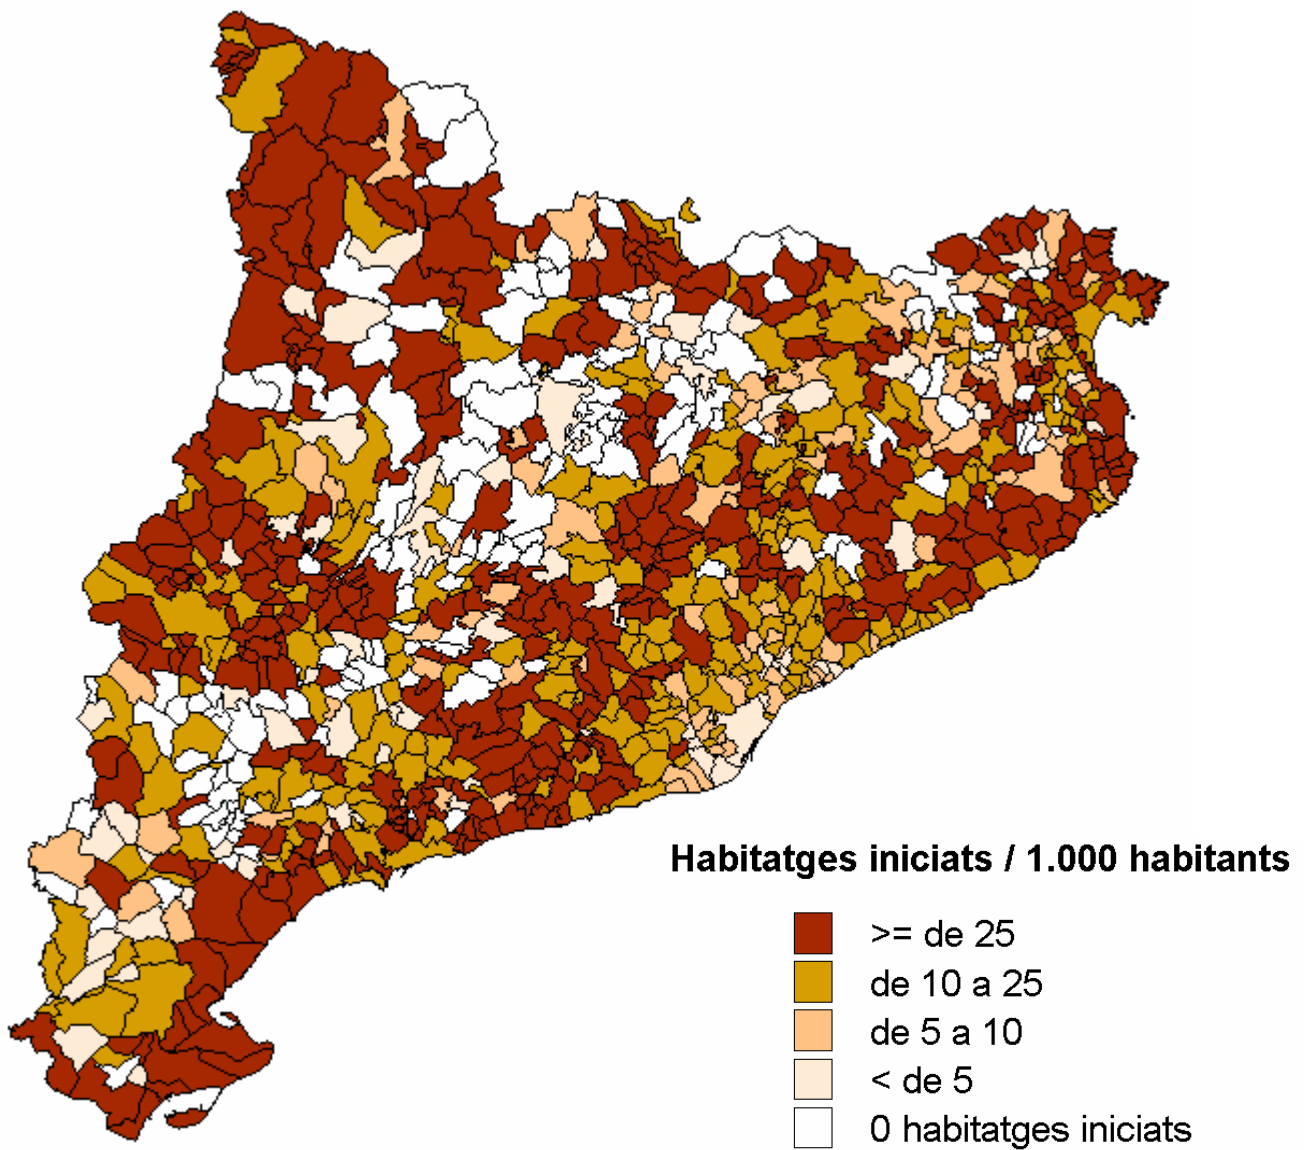 Habitatges iniciats / 1.000 habitants
>= de 25
de 10 a 25
de 5 a 10
< de 5
0 habitatges iniciats